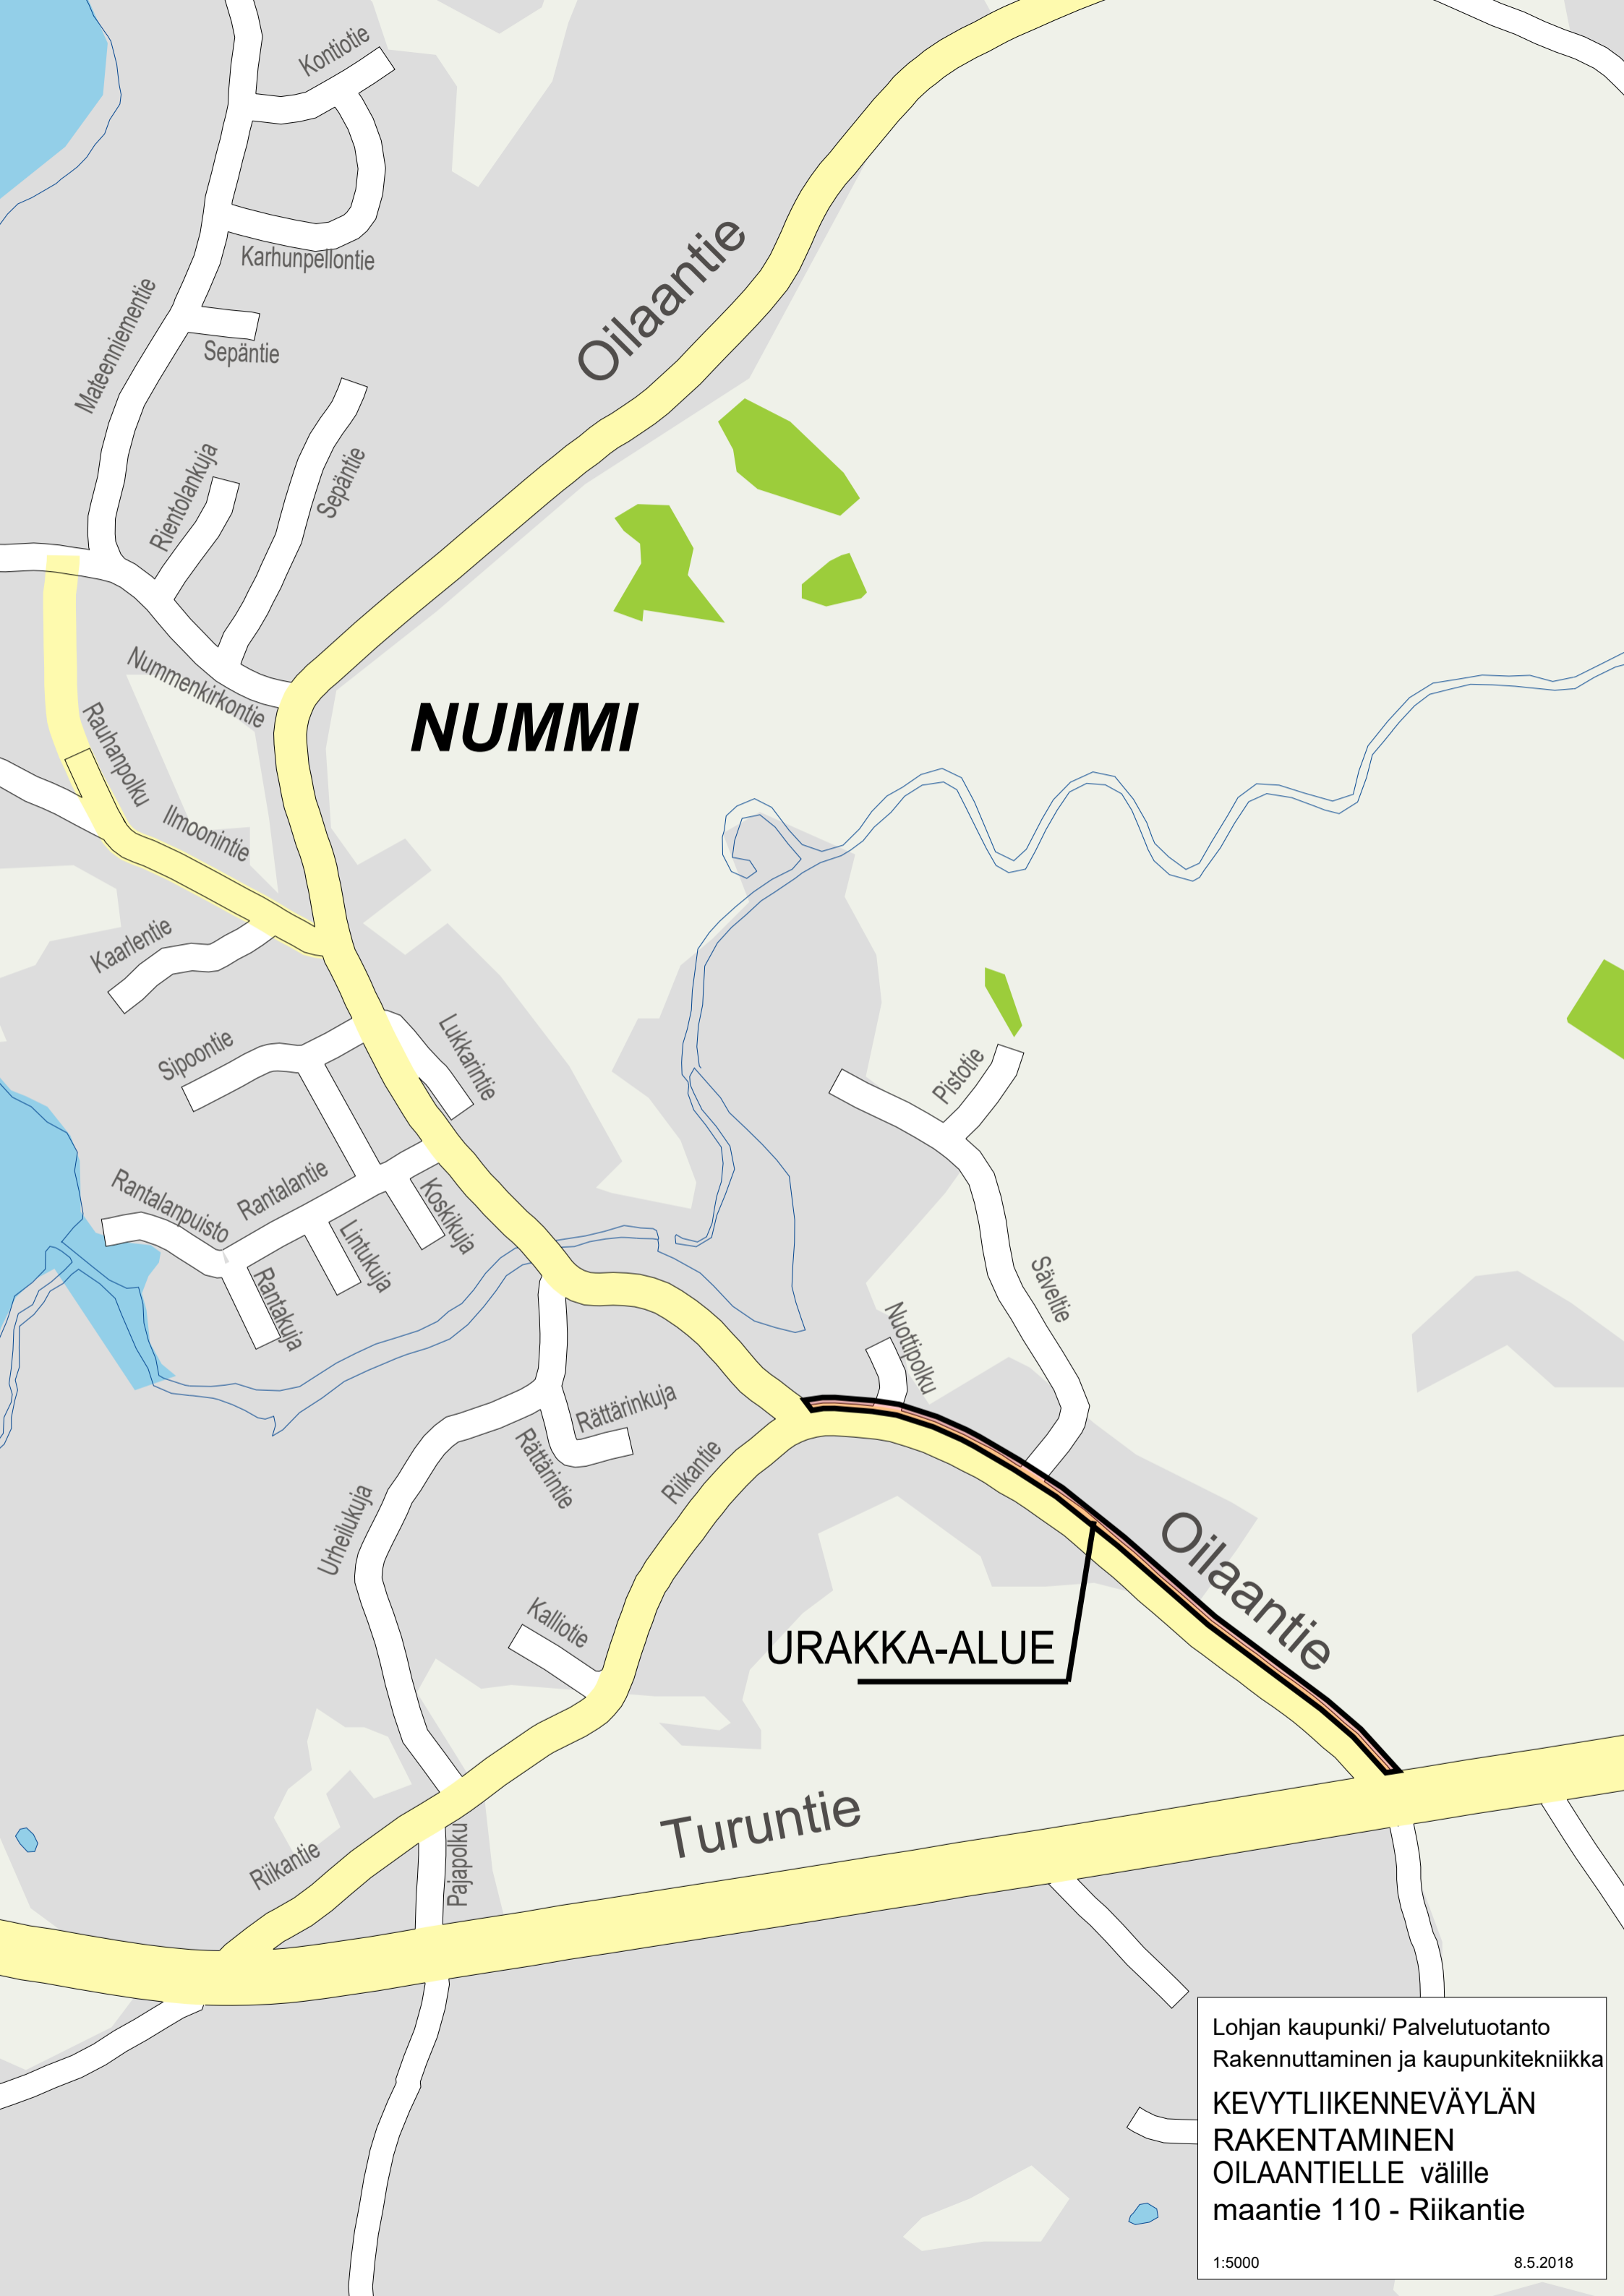 Kontiotie
Oilaantie
Karhunpellontie
Mateenniementie
Sepäntie
Rientolankuja
Sepäntie
Nummenkirkontie
NUMMI
Rauhanpolku
Ilmoonintie
Kaarlentie
Sipoontie
Lukkarintie
Pistotie
Rantalanpuisto
Rantalantie
Koskikuja
Lintukuja
Rantakuja
Säveltie
Nuottipolku
Rättärinkuja
Rättärintie
Riikantie
Urheilukuja
Oilaantie
Kalliotie
URAKKA-ALUE
Turuntie
Riikantie
Pajapolku
Lohjan kaupunki/ Palvelutuotanto
Rakennuttaminen ja kaupunkitekniikka
KEVYTLIIKENNEVÄYLÄN
RAKENTAMINEN
OILAANTIELLE välille
maantie 110 - Riikantie
1:5000 8.5.2018